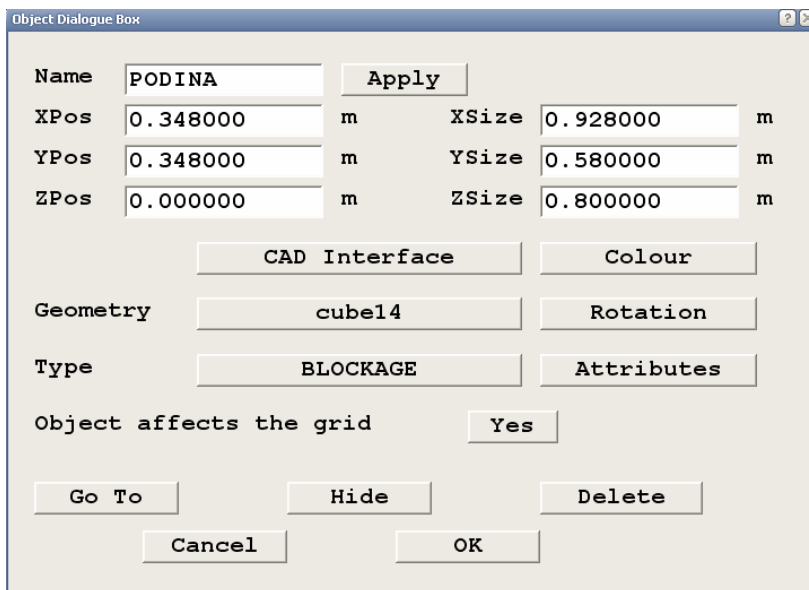 Object Dialogue Box
Name PODINA Apply
XPos 0.348000 m XSize 0.928000 m
YPos 0.348000 m YSize 0.580000 m
ZPos 0.000000 m ZSize 0.800000 m
CAD Interface Colour
Geometry cube14 Rotation
Type BLOCKAGE Attributes
Object affects the grid Yes
Go To Hide Delete
Cancel OK